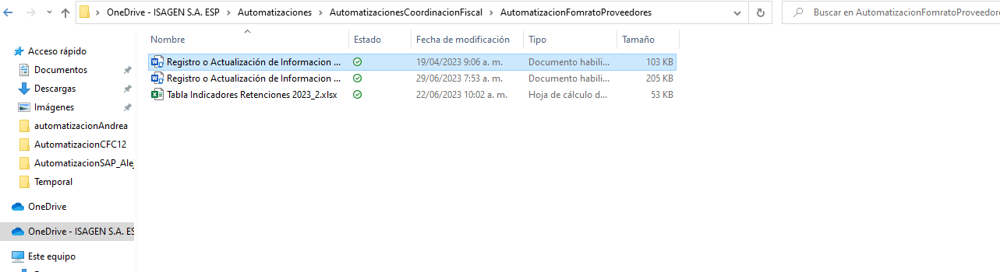 OneDrive - ISAGEN S.A. ESP > Automatizaciones > AutomatizacionesCoordinacionFiscal > AutomatizacionFomratoProveedores
Buscar en AutomatizacionFomratoProveedore
Nombre Estado Fecha de modificación Tipo Tamaño
Registro o Actualización de Informacion ... 19/04/2023 9:06 a. m. Documento habili... 103 KB
Registro o Actualización de Informacion ... 29/06/2023 7:53 a. m. Documento habili... 205 KB
Tabla Indicadores Retenciones 2023_2.xlsx 22/06/2023 10:02 a. m. Hoja de cálculo d... 53 KB
Acceso rápido
Documentos
Descargas
Imágenes
automatizacionAndrea
AutomatizacionCFC12
AutomatizacionSAP_Alej
Temporal
OneDrive
OneDrive - ISAGEN S.A. ES
Este equipo